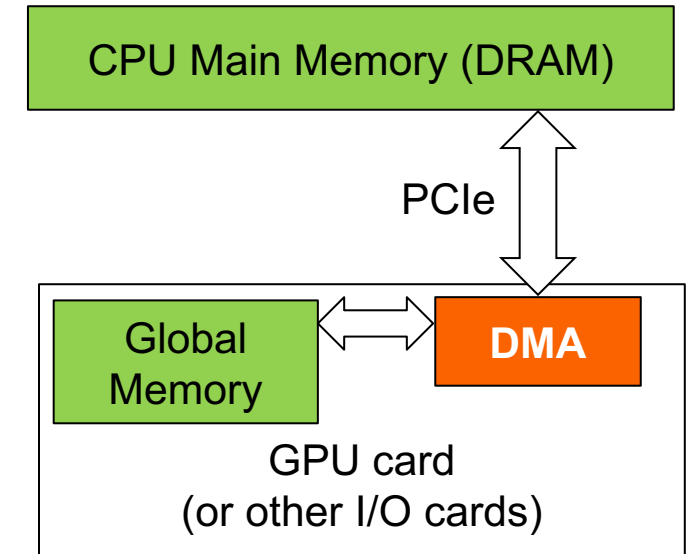 CPU Main Memory (DRAM)
PCIe
Global
Memory
DMA
GPU card
(or other I/O cards)